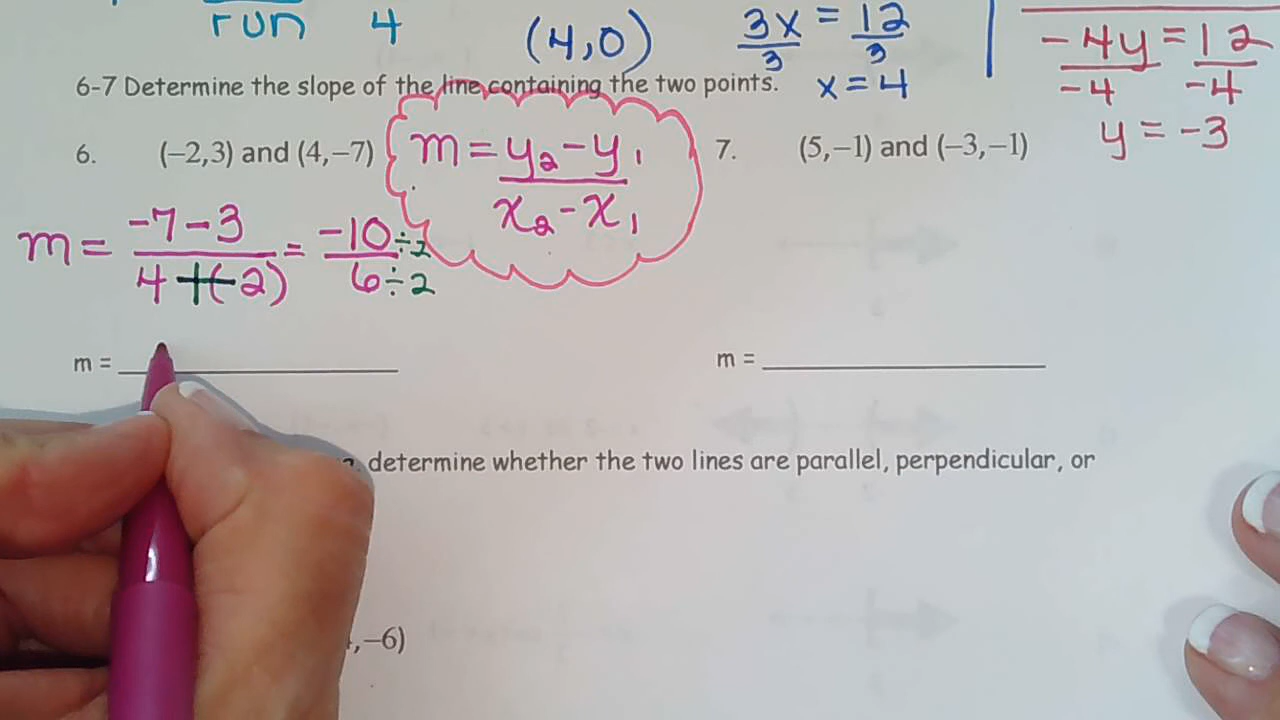 run 4
(4,0)
3x = 12
3 3
x = 4
-4y = 12
-4 -4
y = -3
6-7 Determine the slope of the line containing the two points.
6. (−2,3) and (4,−7)
m = y₂ - y₁
x₂ - x₁
m = -7 - 3 = -10 ÷ 2
4 +(-2) 6 ÷ 2
m = ____________________
7. (5,−1) and (−3,−1)
m = ____________________
determine whether the two lines are parallel, perpendicular, or
,−6)